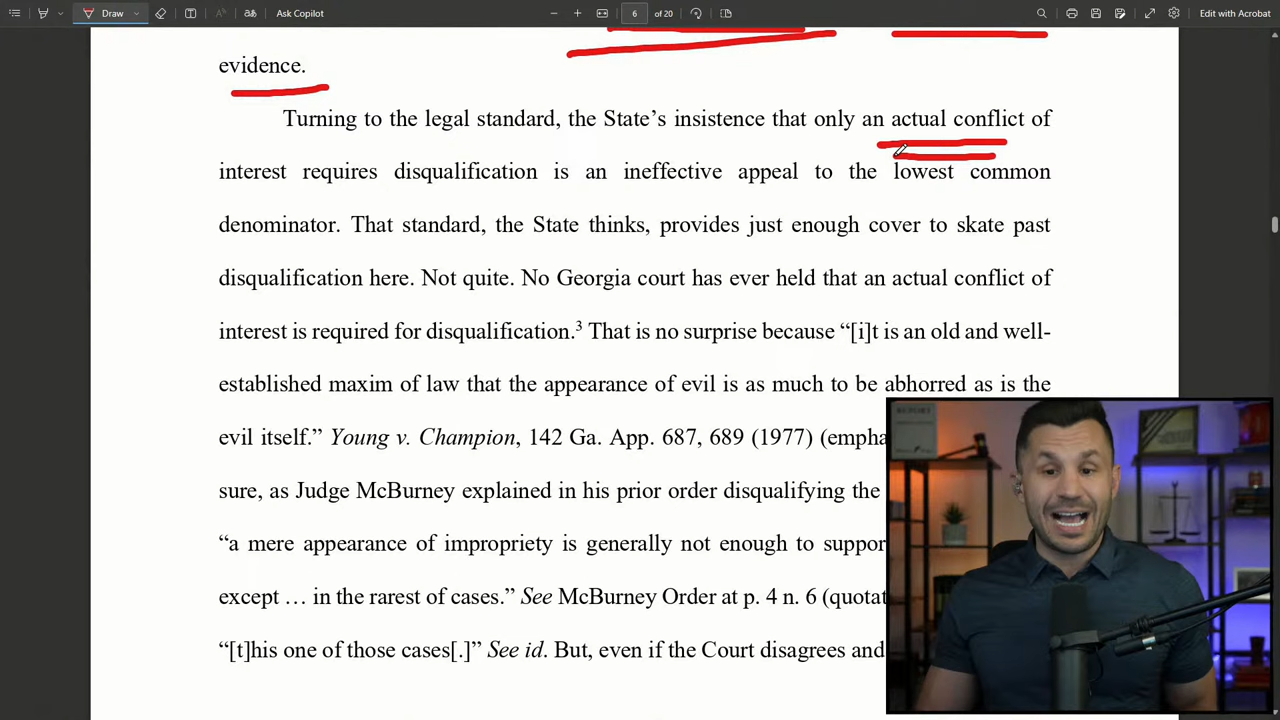 Draw
Ask Copilot
6 of 20
Edit with Acrobat
evidence.
Turning to the legal standard, the State’s insistence that only an actual conflict of
interest requires disqualification is an ineffective appeal to the lowest common
denominator. That standard, the State thinks, provides just enough cover to skate past
disqualification here. Not quite. No Georgia court has ever held that an actual conflict of
interest is required for disqualification.3 That is no surprise because “[i]t is an old and well-
established maxim of law that the appearance of evil is as much to be abhorred as is the
evil itself.” Young v. Champion, 142 Ga. App. 687, 689 (1977)
sure, as Judge McBurney explained in his prior order disqualifying the
“a mere appearance of impropriety is generally not enough to
except … in the rarest of cases.” See McBurney Order at p. 4 n. 6
“[t]his one of those cases[.]” See id. But, even if the Court disagrees and